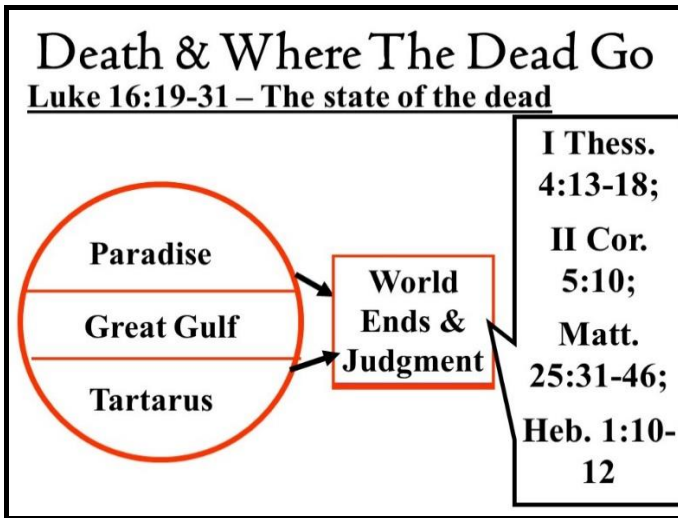 Death & Where The Dead Go
Luke 16:19-31 – The state of the dead
Paradise
Great Gulf
Tartarus
World
Ends &
Judgment
I Thess.
4:13-18;
II Cor.
5:10;
Matt.
25:31-46;
Heb. 1:10-
12